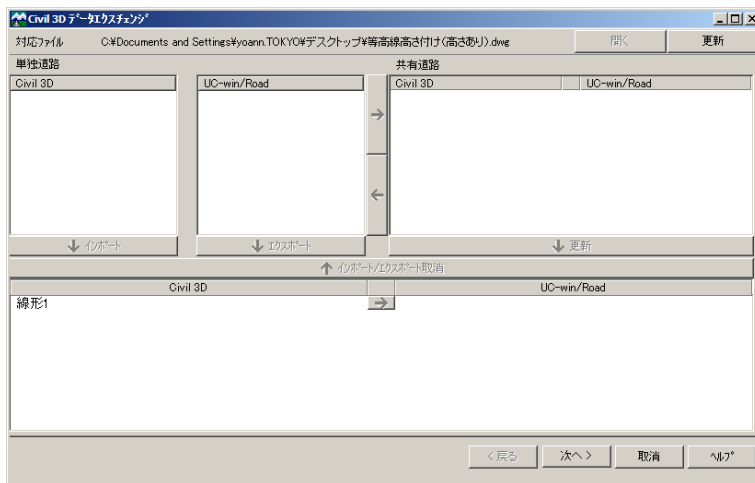 Civil 3D ﾃﾞｰﾀｴｸｽﾁｪﾝｼﾞ
対応ファイル C:¥Documents and Settings¥yoann.TOKYO¥デスクトップ¥等高線高さ付け(高さあり).dwg 開く 更新
単独道路 共有道路
Civil 3D UC-win/Road Civil 3D UC-win/Road
→
←
↓ ｲﾝﾎﾟｰﾄ ↓ ｴｸｽﾎﾟｰﾄ ↓ 更新
↑ ｲﾝﾎﾟｰﾄ/ｴｸｽﾎﾟｰﾄ取消
Civil 3D UC-win/Road
線形1 →
< 戻る 次へ > 取消 ﾍﾙﾌﾟ